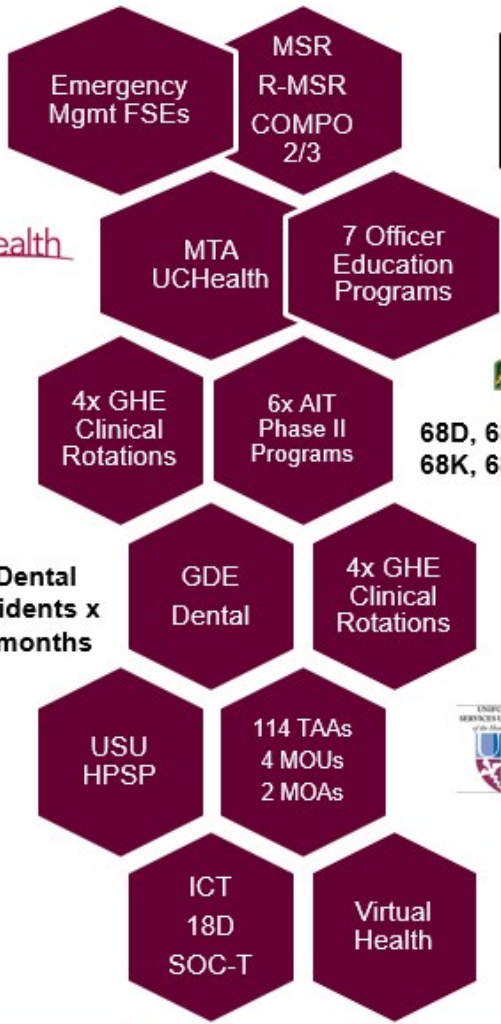 Emergency
Mgmt FSEs
MSR
R-MSR
COMPO
2/3
MTA
UCHealth
7 Officer
Education
Programs
4x GHE
Clinical
Rotations
6x AIT
Phase II
Programs
68D,
68K,
Dental
x
months
GDE
Dental
4x GHE
Clinical
Rotations
USU
HPSP
114 TAAs
4 MOUs
2 MOAs
ICT
18D
SOC-T
Virtual
Health